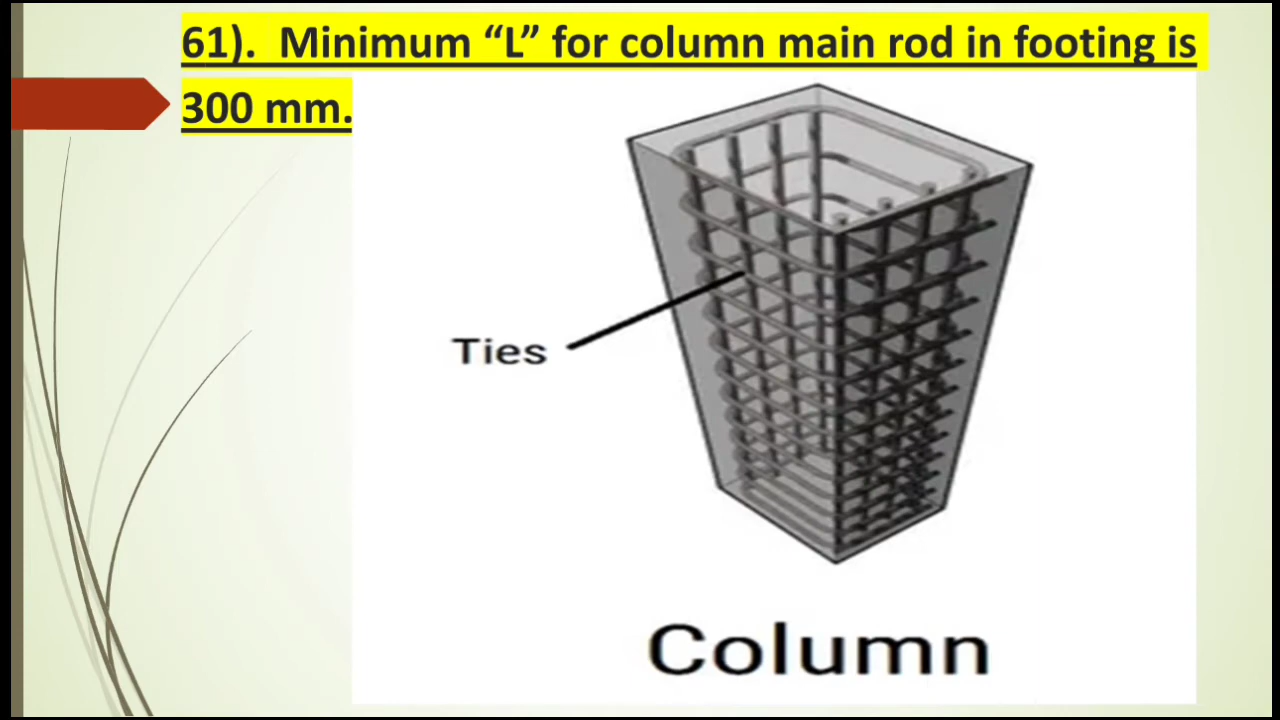 61). Minimum “L” for column main rod in footing is
300 mm.
Ties
Column